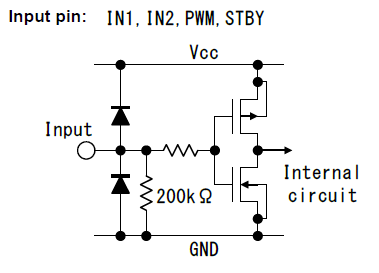 Input pin: IN1, IN2, PWM, STBY
Vcc
Input
200kΩ
Internal
circuit
GND